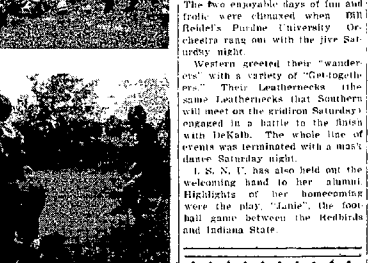 The two enjoyable days of fun and
frolic were climaxed when Bill
Reidel's Purdue University Or-
chestra rang out with the jive Sat-
urday night.
Western greeted their "wander-
ers" with a variety of "Get-togeth-
ers." Their Leathernecks (the
same Leathernecks that Southern
will meet on the gridiron Saturday)
engaged in a battle to the finish
with DeKalb. The whole line of
events was terminated with a mask
dance Saturday night.
I. S. N. U. has also held out the
welcoming hand to her alumni.
Highlights of her homecoming
were the play, "Janie", the foot-
ball game between the Redbirds
and Indiana State.